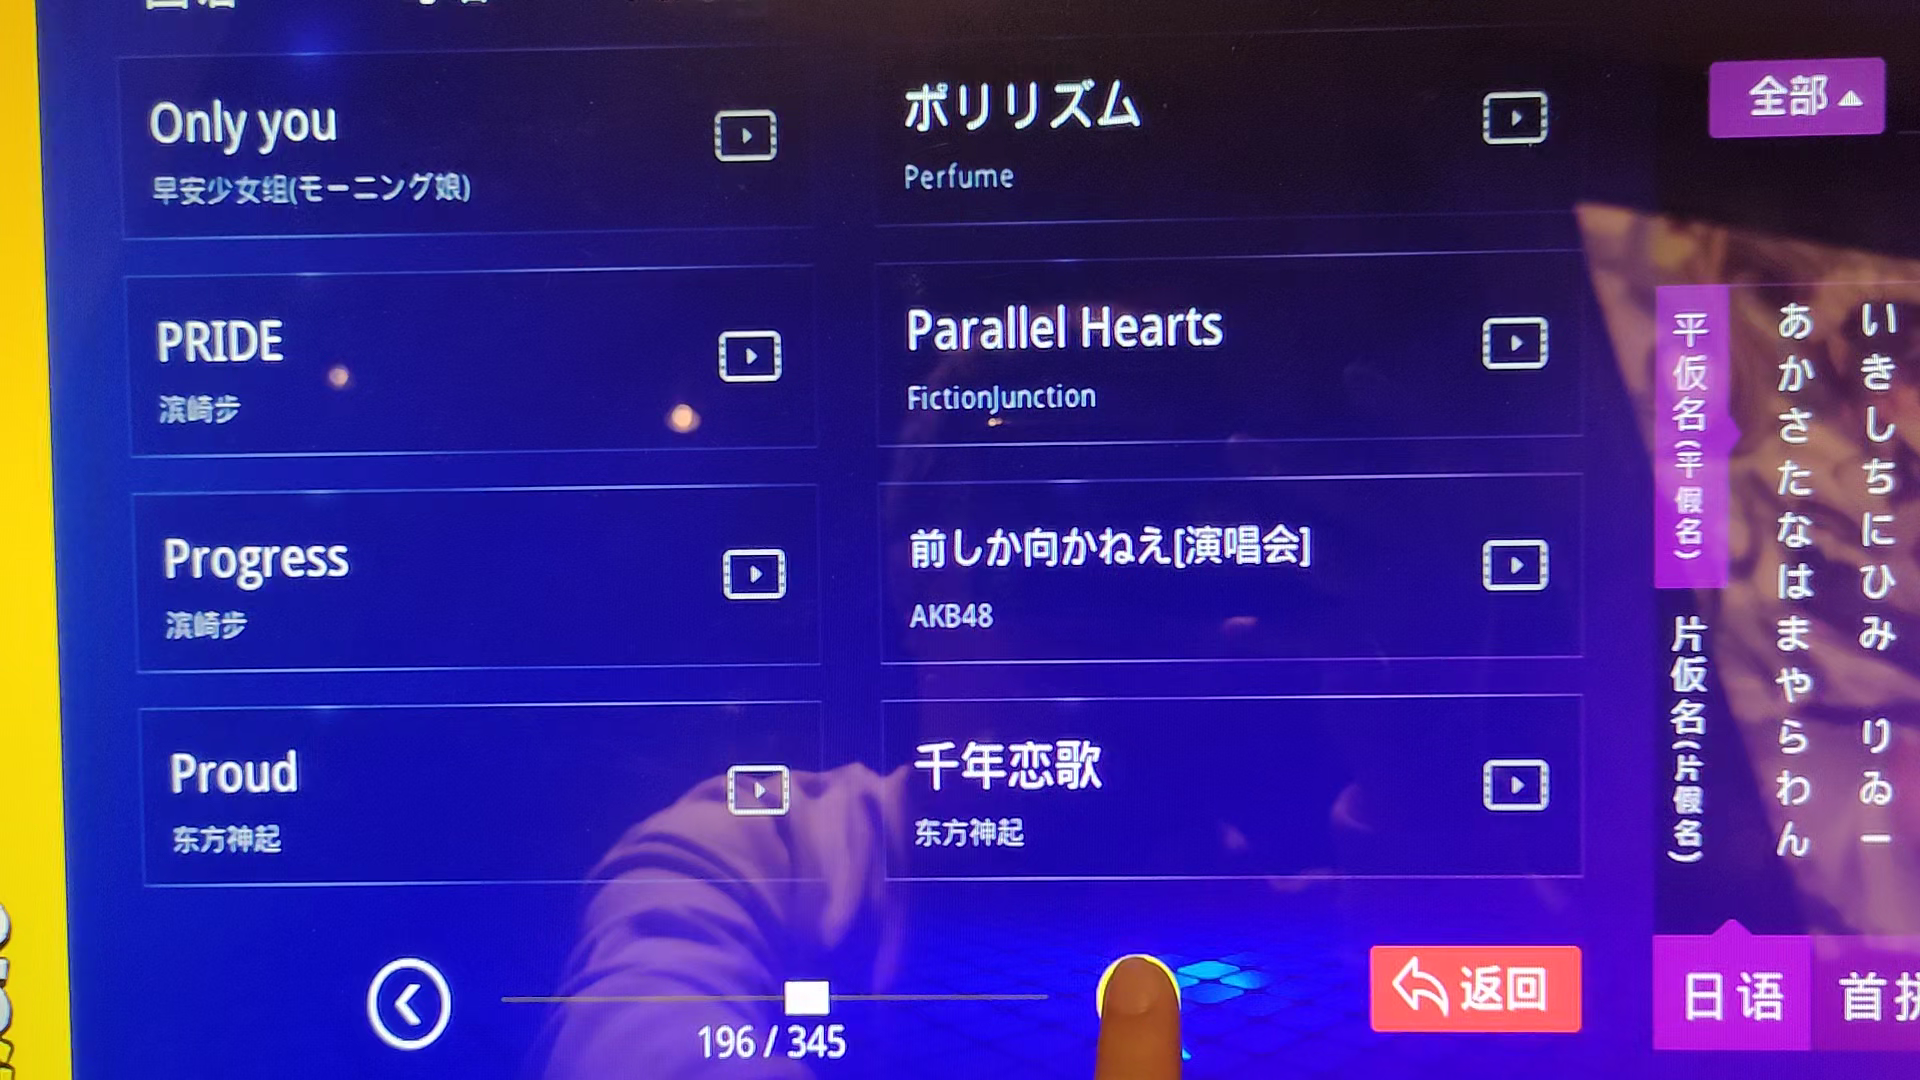 Only you
早安少女组(モーニング娘)
ポリリズム
Perfume
PRIDE
滨崎步
Parallel Hearts
FictionJunction
Progress
滨崎步
前しか向かねえ[演唱会]
AKB48
Proud
东方神起
千年恋歌
东方神起
196 / 345
返回
全部
平仮名(平假名)
片仮名(片假名)
あかさたなはまやらわん
いきしちにひみ りゐー
日语
首